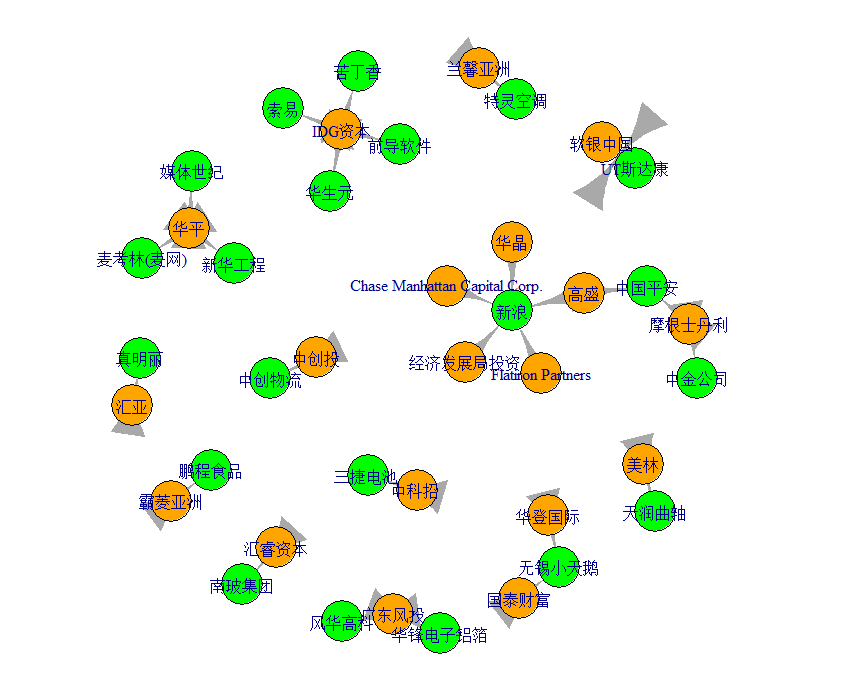 兰馨亚洲
苦丁香
特灵空调
索易
IDG资本
前导软件
软银中国
UT斯达康
媒体世纪
华生元
华平
麦考林(麦网)
新华工程
华晶
Chase Manhattan Capital Corp.
高盛
中国平安
新浪
摩根士丹利
真明丽
中创投
中创物流
经济发展局投资
Flatiron Partners
中金公司
汇亚
鹏程食品
三捷电池
中科招
美林
霸菱亚洲
华登国际
天润曲轴
汇睿资本
南玻集团
无锡小天鹅
国泰财富
风华高科
广东风投
华锋电子铝箔